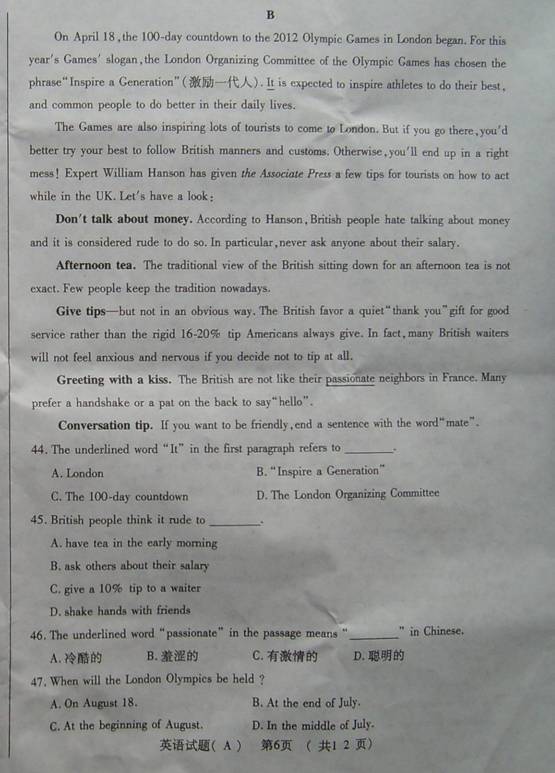 B
On April 18, the 100-day countdown to the 2012 Olympic Games in London began. For this
year's Games' slogan, the London Organizing Committee of the Olympic Games has chosen the
phrase“Inspire a Generation”(激励一代人). It is expected to inspire athletes to do their best,
and common people to do better in their daily lives.
The Games are also inspiring lots of tourists to come to London. But if you go there, you'd
better try your best to follow British manners and customs. Otherwise, you'll end up in a right
mess! Expert William Hanson has given the Associate Press a few tips for tourists on how to act
while in the UK. Let's have a look:
Don't talk about money. According to Hanson, British people hate talking about money
and it is considered rude to do so. In particular, never ask anyone about their salary.
Afternoon tea. The traditional view of the British sitting down for an afternoon tea is not
exact. Few people keep the tradition nowadays.
Give tips—but not in an obvious way. The British favor a quiet“thank you”gift for good
service rather than the rigid 16-20% tip Americans always give. In fact, many British waiters
will not feel anxious and nervous if you decide not to tip at all.
Greeting with a kiss. The British are not like their passionate neighbors in France. Many
prefer a handshake or a pat on the back to say“hello”.
Conversation tip. If you want to be friendly, end a sentence with the word“mate”.
44. The underlined word “It” in the first paragraph refers to ________.
A. London B. “Inspire a Generation”
C. The 100-day countdown D. The London Organizing Committee
45. British people think it rude to ________.
A. have tea in the early morning
B. ask others about their salary
C. give a 10% tip to a waiter
D. shake hands with friends
46. The underlined word “passionate” in the passage means “________” in Chinese.
A. 冷酷的 B. 羞涩的 C. 有激情的 D. 聪明的
47. When will the London Olympics be held ?
A. On August 18. B. At the end of July.
C. At the beginning of August. D. In the middle of July.
英语试题( A ) 第6页 ( 共1 2 页)